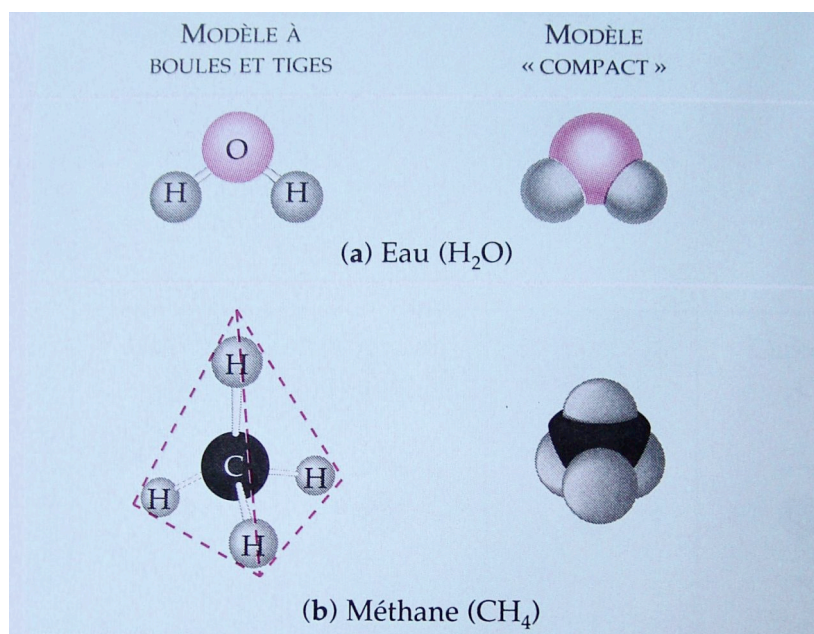 MODÈLE À
BOULES ET TIGES
MODÈLE
« COMPACT »
O
H H
(a) Eau (H₂O)
H
C
H
H
H
(b) Méthane (CH₄)